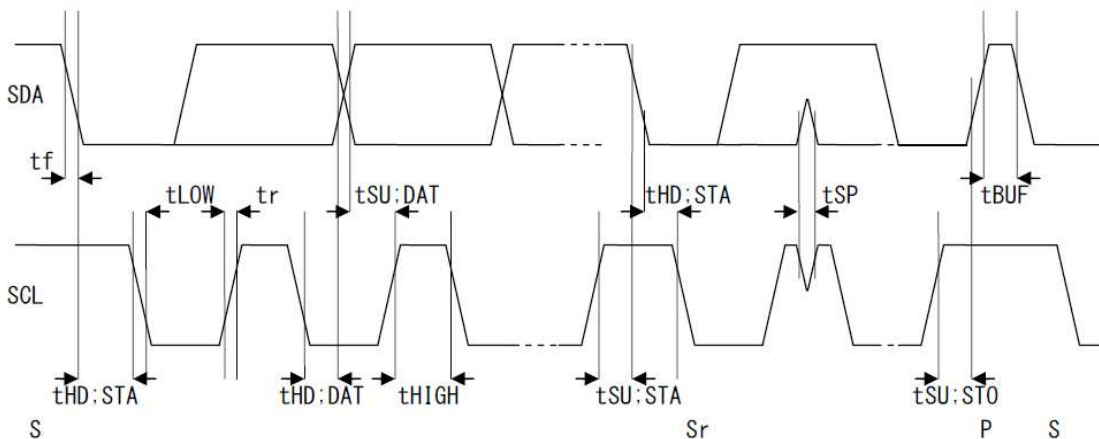 SDA
tf
tLOW tr tSU;DAT tHD;STA tSP tBUF
SCL
tHD;STA tHD;DAT tHIGH tSU;STA tSU;STO
S Sr P S